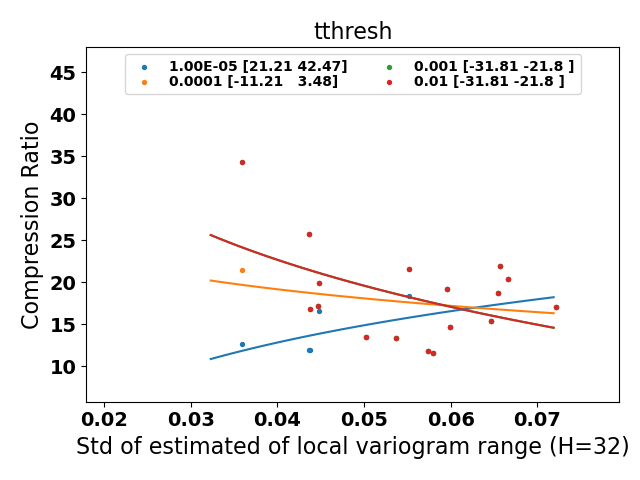 tthresh
1.00E-05 [21.21 42.47]
0.0001 [-11.21   3.48]
0.001 [-31.81 -21.8 ]
0.01 [-31.81 -21.8 ]
Compression Ratio
45
40
35
30
25
20
15
10
0.02 0.03 0.04 0.05 0.06 0.07
Std of estimated of local variogram range (H=32)